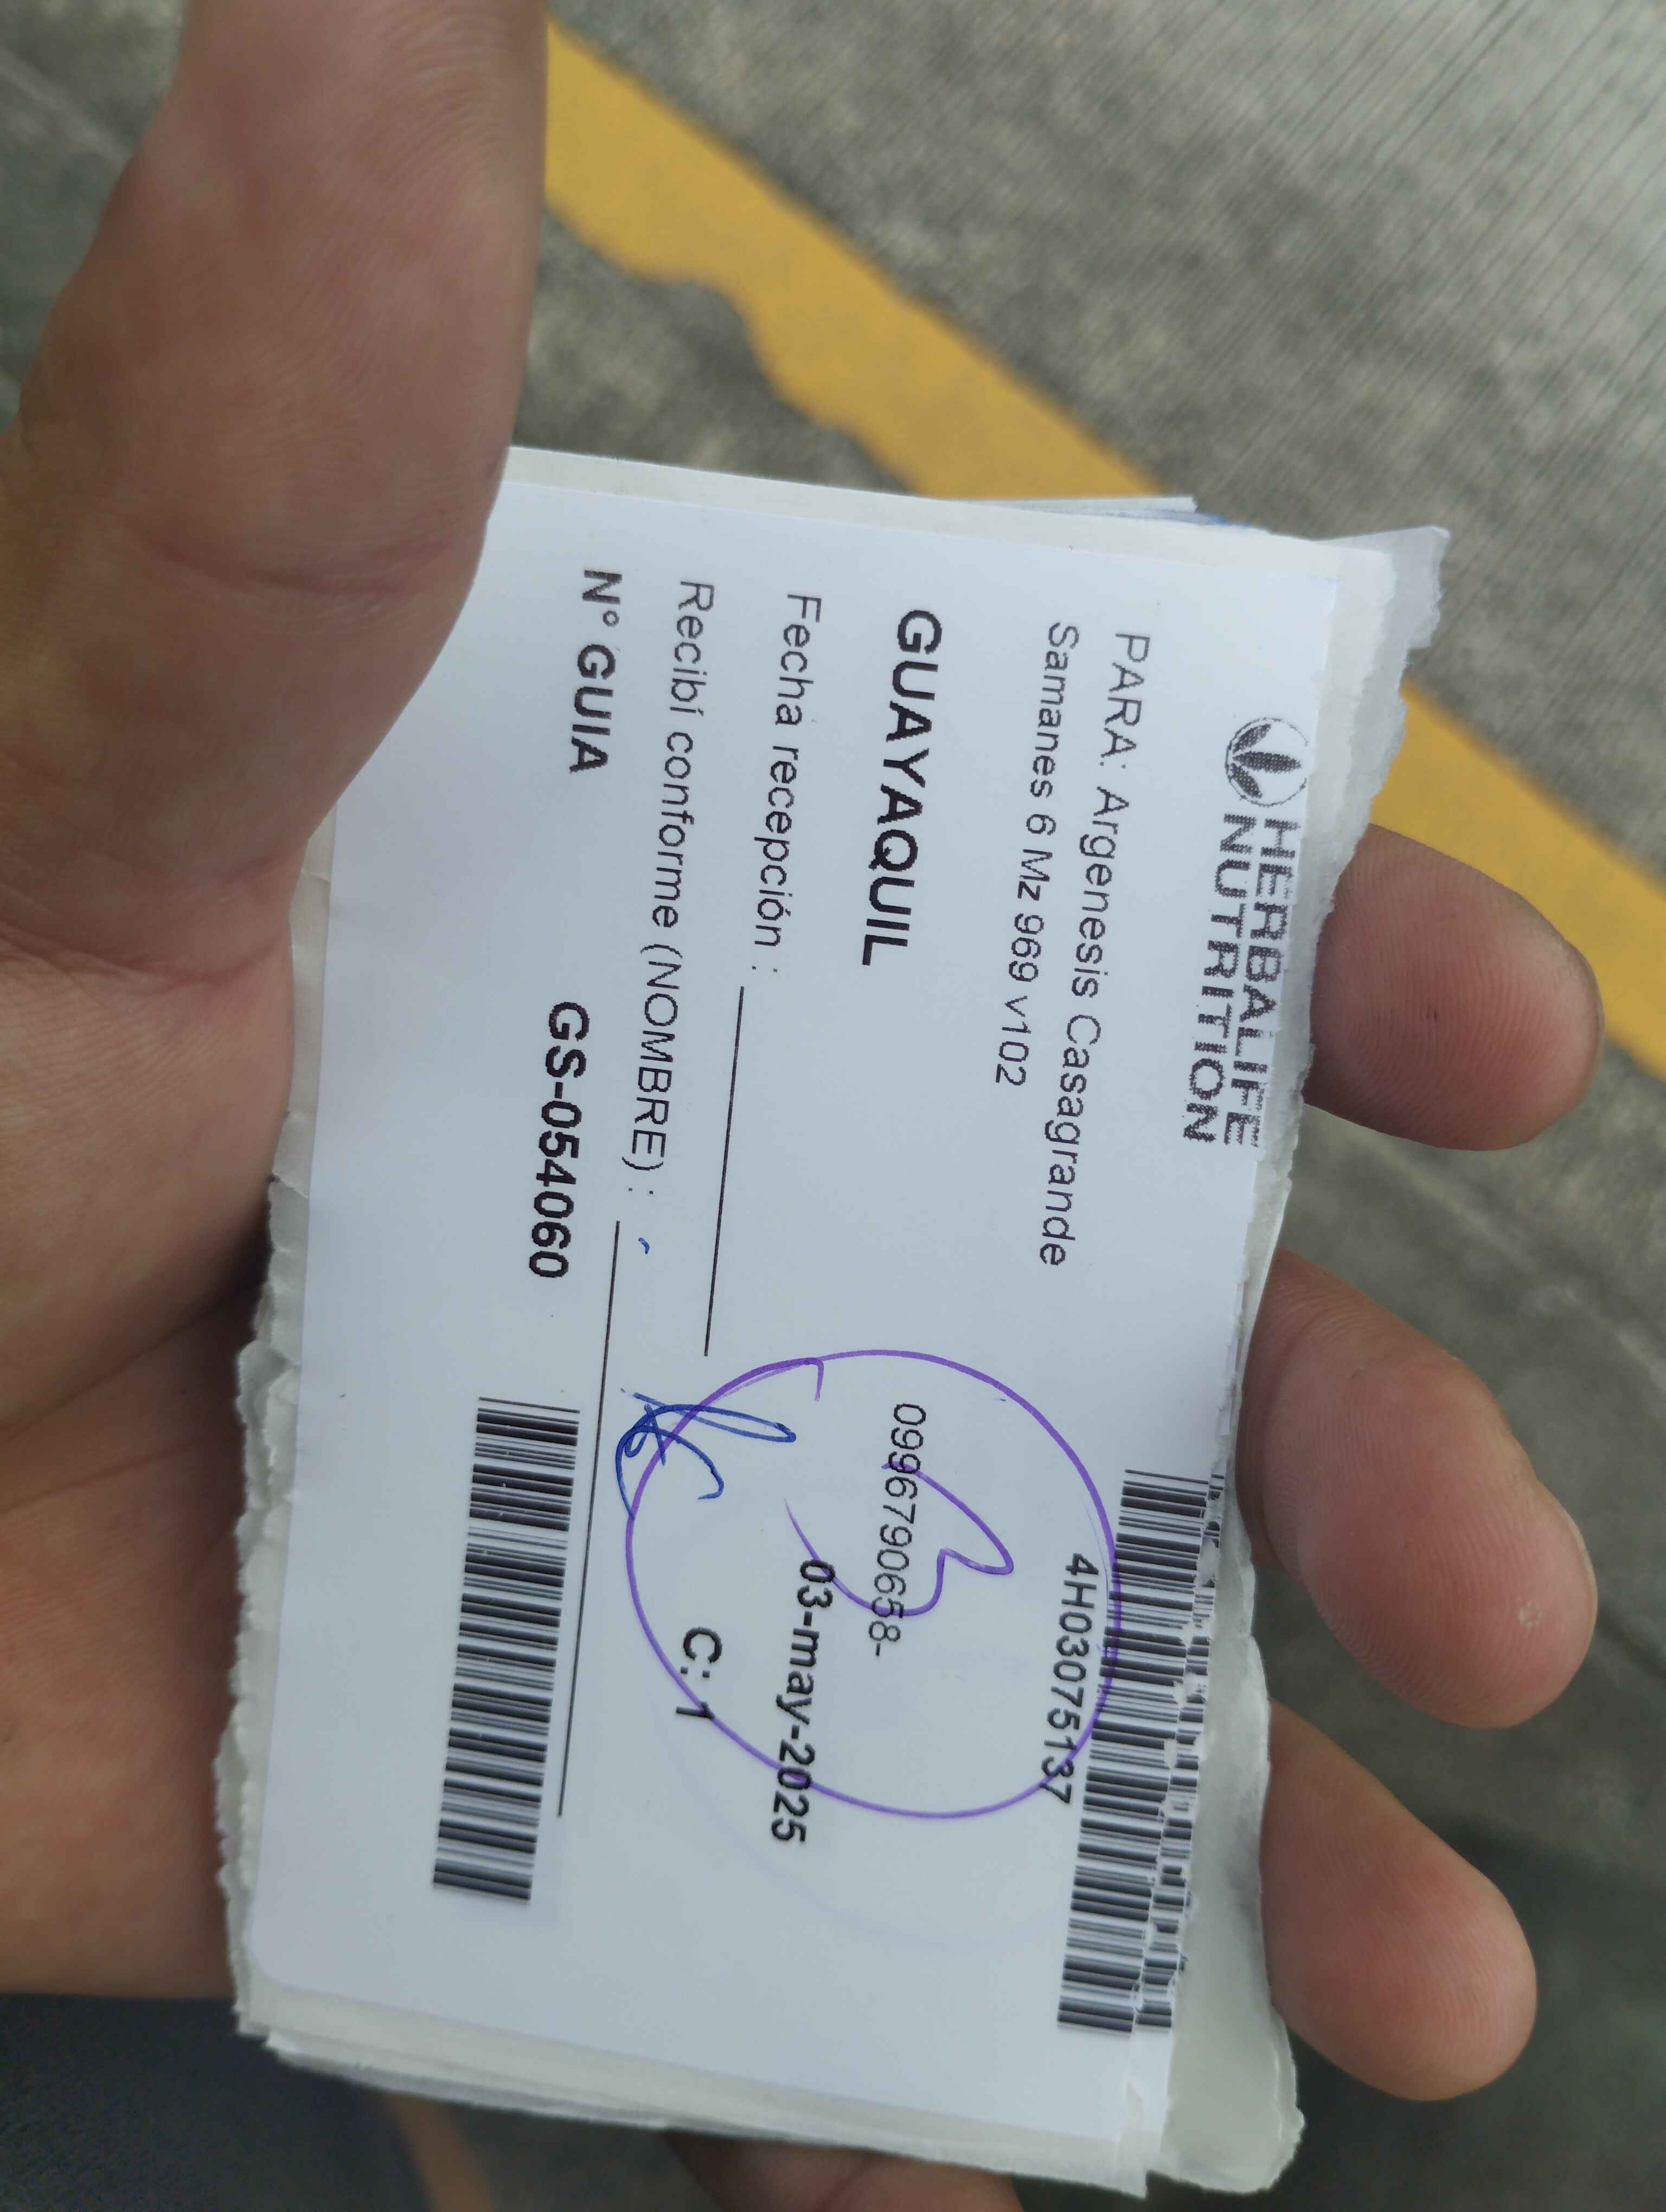 HERBALIFE
NUTRITION
4H03075137
PARA: Argenesis Casagrande
Samanes 6 Mz 969 v102
0996790658-
GUAYAQUIL
03-may-2025
Fecha recepción :
C: 1
Recibí conforme (NOMBRE) :
N° GUIA
GS-054060